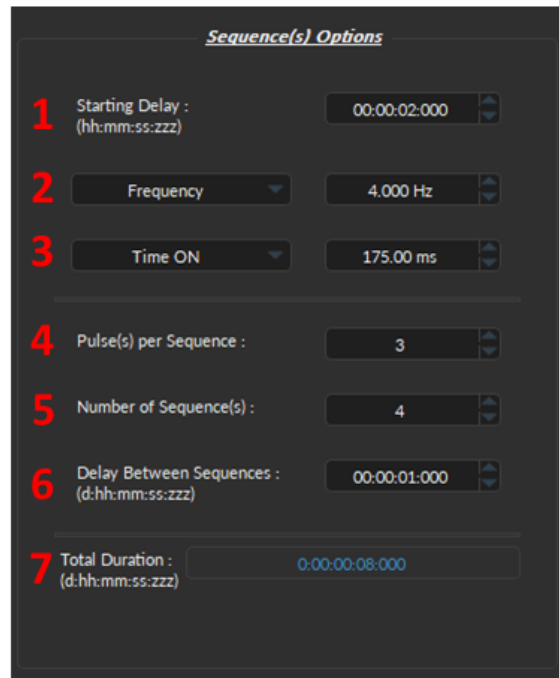 Sequence(s) Options
1 Starting Delay : 00:00:02:000
(hh:mm:ss:zzz)
2 Frequency 4.000 Hz
3 Time ON 175.00 ms
4 Pulse(s) per Sequence : 3
5 Number of Sequence(s) : 4
6 Delay Between Sequences : 00:00:01:000
(d:hh:mm:ss:zzz)
7 Total Duration : 0:00:00:08:000
(d:hh:mm:ss:zzz)